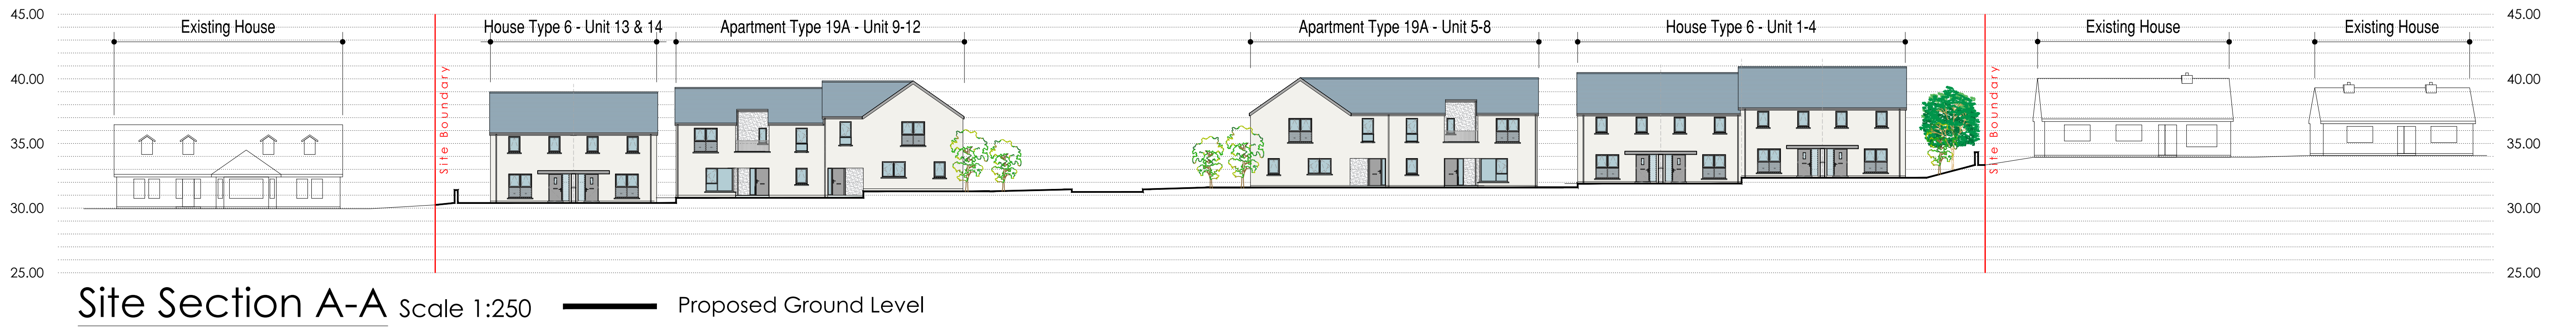 45.00
45.00
Existing House
House Type 6 - Unit 13 & 14
Apartment Type 19A - Unit 9-12
Apartment Type 19A - Unit 5-8
House Type 6 - Unit 1-4
Existing House
Existing House
40.00
40.00
Site Boundary
Site Boundary
35.00
35.00
30.00
30.00
25.00
25.00
Site Section A-A Scale 1:250
Proposed Ground Level